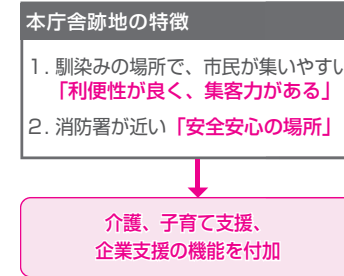 本庁舎跡地の特徴
1. 馴染みの場所で、市民が集いやすい
「利便性が良く、集客力がある」
2. 消防署が近い「安全安心の場所」
介護、子育て支援、
企業支援の機能を付加